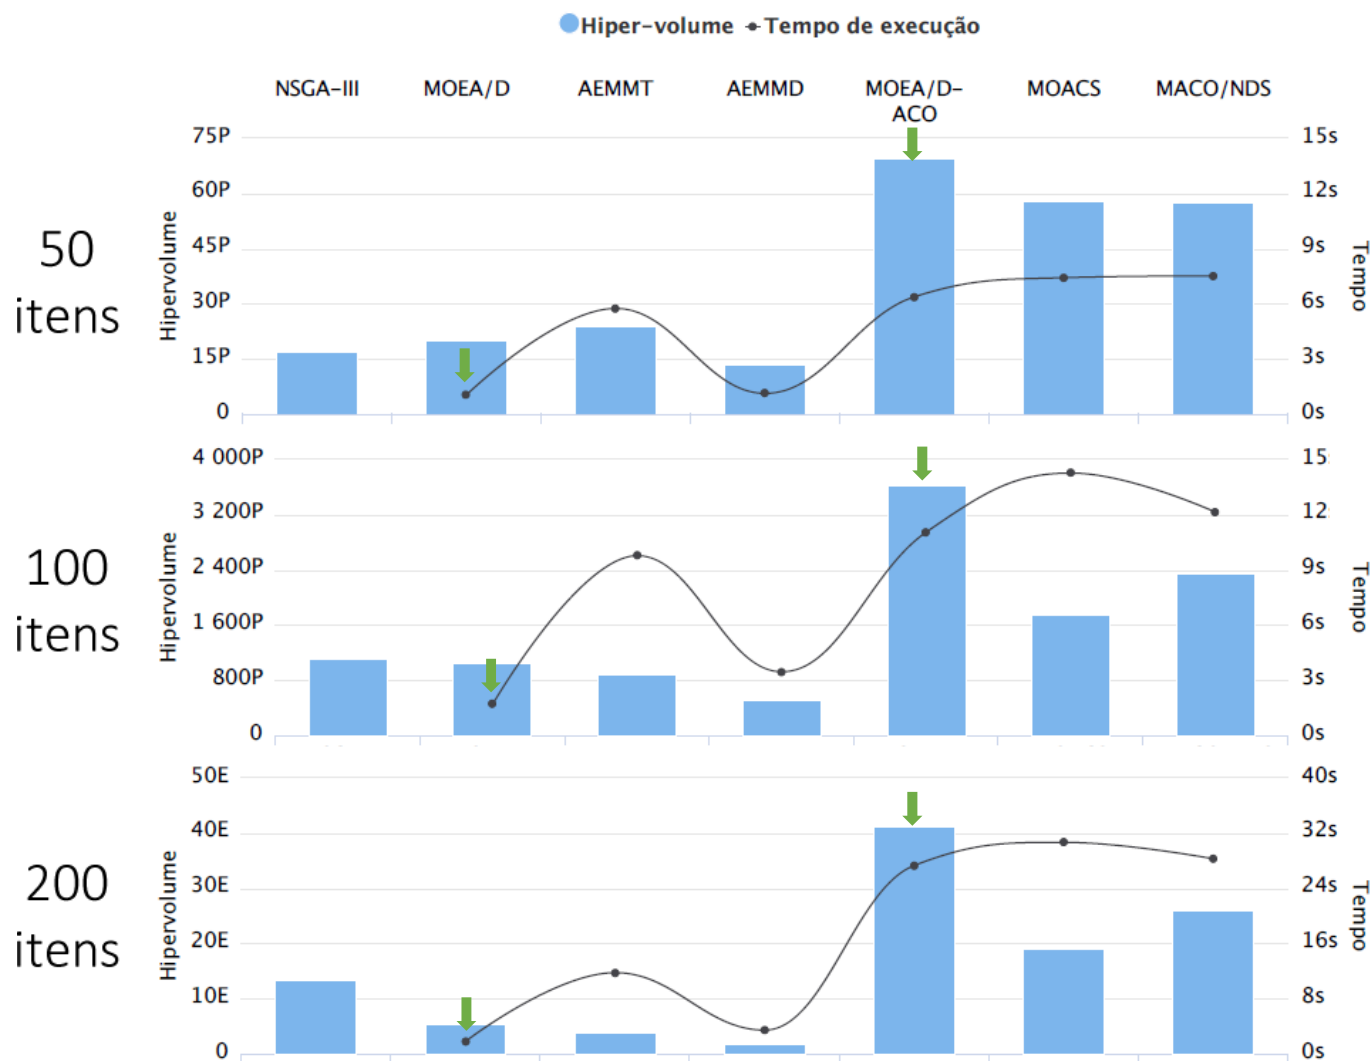 Hiper-volume Tempo de execução
NSGA-III MOEA/D AEMMT AEMMD MOEA/D-ACO MOACS MACO/NDS
50
itens
Hipervolume
75P
60P
45P
30P
15P
0
15s
12s
9s
6s
3s
0s
Tempo
100
itens
Hipervolume
4 000P
3 200P
2 400P
1 600P
800P
0
15
12
9s
6s
3s
0s
Tempo
200
itens
Hipervolume
50E
40E
30E
20E
10E
0
40s
32s
24s
16s
8s
0s
Tempo